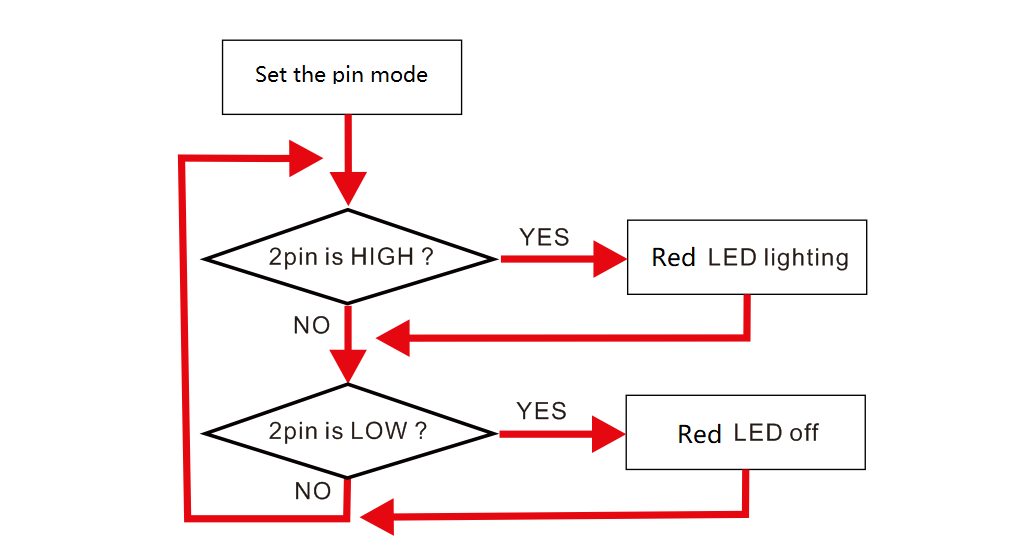 Set the pin mode
2pin is HIGH ?
YES
Red LED lighting
NO
2pin is LOW ?
YES
Red LED off
NO